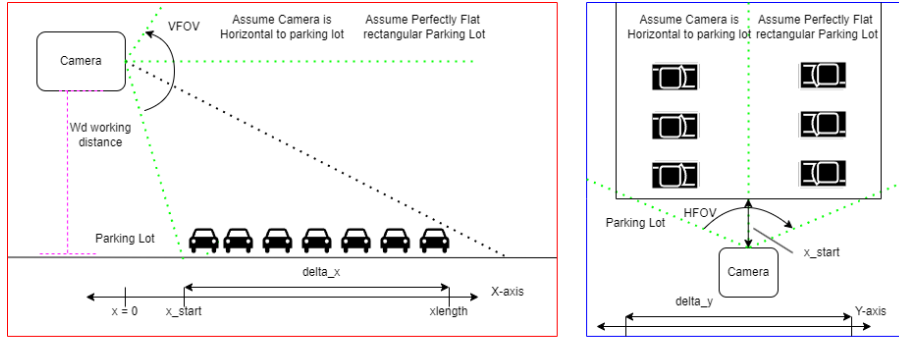 VFOV
Assume Camera is
Horizontal to parking lot
Assume Perfectly Flat
rectangular Parking Lot
Camera
Wd working
distance
Parking Lot
delta_x
X-axis
x = 0
x_start
xlength
Assume Camera is
Horizontal to parking lot
Assume Perfectly Flat
rectangular Parking Lot
Parking Lot
HFOV
x_start
Camera
delta_y
Y-axis